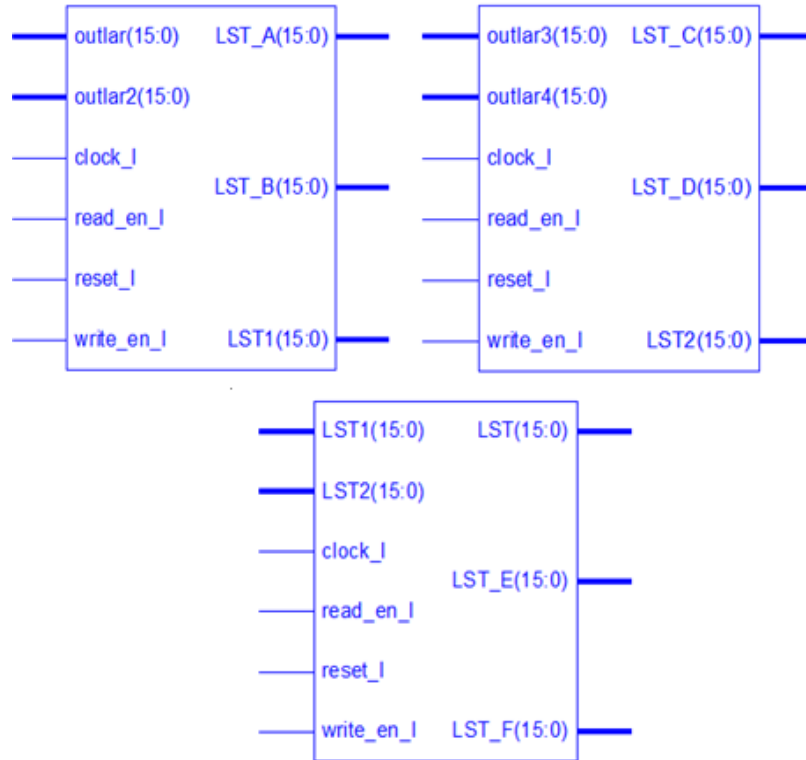 outlar(15:0) LST_A(15:0)
outlar2(15:0)
clock_I
LST_B(15:0)
read_en_I
reset_I
write_en_I LST1(15:0)
outlar3(15:0) LST_C(15:0)
outlar4(15:0)
clock_I
LST_D(15:0)
read_en_I
reset_I
write_en_I LST2(15:0)
LST1(15:0) LST(15:0)
LST2(15:0)
clock_I
LST_E(15:0)
read_en_I
reset_I
write_en_I LST_F(15:0)